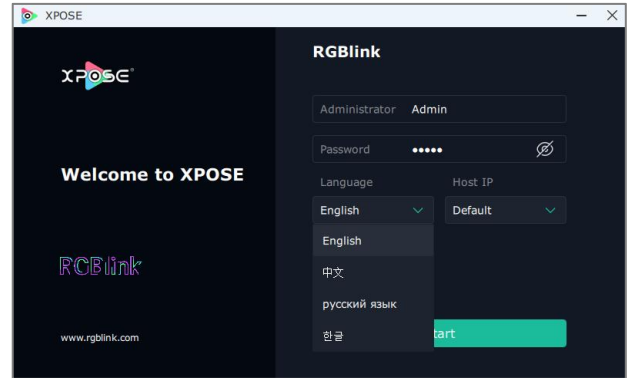 XPOSE
XPOSE
Welcome to XPOSE
RGBlink
www.rgblink.com
RGBlink
Administrator Admin
Password •••••
Language Host IP
English Default
English
中文
русский язык
한글
tart